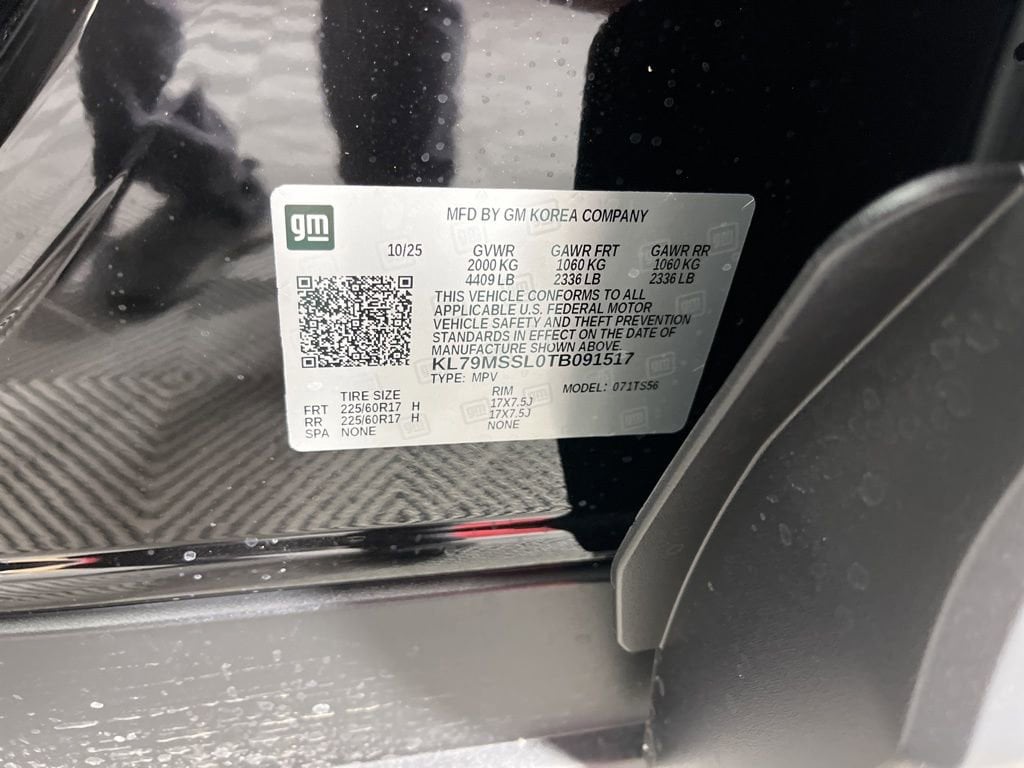 gm
MFD BY GM KOREA COMPANY
10/25 GVWR GAWR FRT GAWR RR
2000 KG 1060 KG 1060 KG
4409 LB 2336 LB 2336 LB
THIS VEHICLE CONFORMS TO ALL
APPLICABLE U.S. FEDERAL MOTOR
VEHICLE SAFETY AND THEFT PREVENTION
STANDARDS IN EFFECT ON THE DATE OF
MANUFACTURE SHOWN ABOVE.
KL79MSSL0TB091517
TYPE: MPV MODEL: 071TS56
TIRE SIZE RIM
FRT 225/60R17 H 17X7.5J
RR 225/60R17 H 17X7.5J
SPA NONE NONE